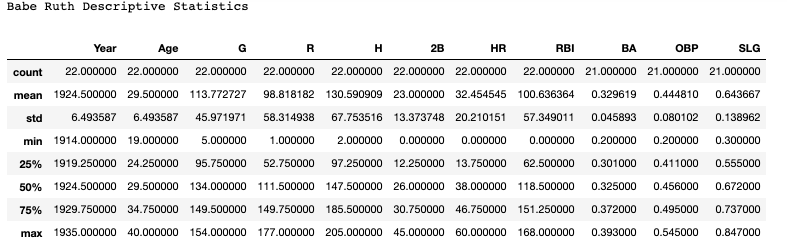 Babe Ruth Descriptive Statistics
Year Age G R H 2B HR RBI BA OBP SLG
count 22.000000 22.000000 22.000000 22.000000 22.000000 22.000000 22.000000 22.000000 21.000000 21.000000 21.000000
mean 1924.500000 29.500000 113.772727 98.818182 130.590909 23.000000 32.454545 100.636364 0.329619 0.444810 0.643667
std 6.493587 6.493587 45.971971 58.314938 67.753516 13.373748 20.210151 57.349011 0.045893 0.080102 0.138962
min 1914.000000 19.000000 5.000000 1.000000 2.000000 0.000000 0.000000 0.000000 0.200000 0.200000 0.300000
25% 1919.250000 24.250000 95.750000 52.750000 97.250000 12.250000 13.750000 62.500000 0.301000 0.411000 0.555000
50% 1924.500000 29.500000 134.000000 111.500000 147.500000 26.000000 38.000000 118.500000 0.325000 0.456000 0.672000
75% 1929.750000 34.750000 149.500000 149.750000 185.500000 30.750000 46.750000 151.250000 0.372000 0.495000 0.737000
max 1935.000000 40.000000 154.000000 177.000000 205.000000 45.000000 60.000000 168.000000 0.393000 0.545000 0.847000